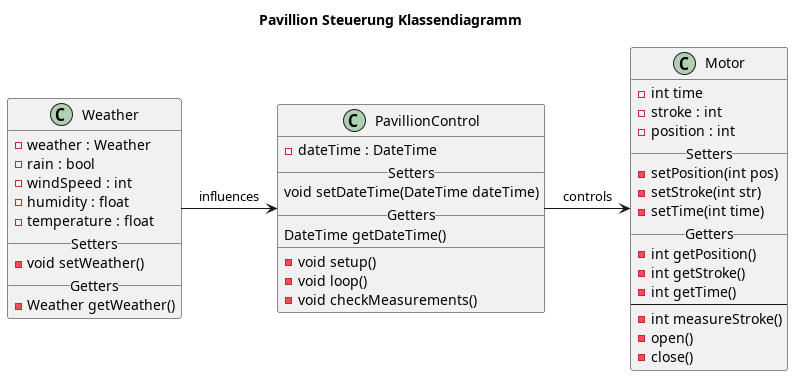 Pavillion Steuerung Klassendiagramm
C Weather
weather : Weather
rain : bool
windSpeed : int
humidity : float
temperature : float
Setters
void setWeather()
Getters
Weather getWeather()
influences
C PavillionControl
dateTime : DateTime
Setters
void setDateTime(DateTime dateTime)
Getters
DateTime getDateTime()
void setup()
void loop()
void checkMeasurements()
controls
C Motor
int time
stroke : int
position : int
Setters
setPosition(int pos)
setStroke(int str)
setTime(int time)
Getters
int getPosition()
int getStroke()
int getTime()
int measureStroke()
open()
close()